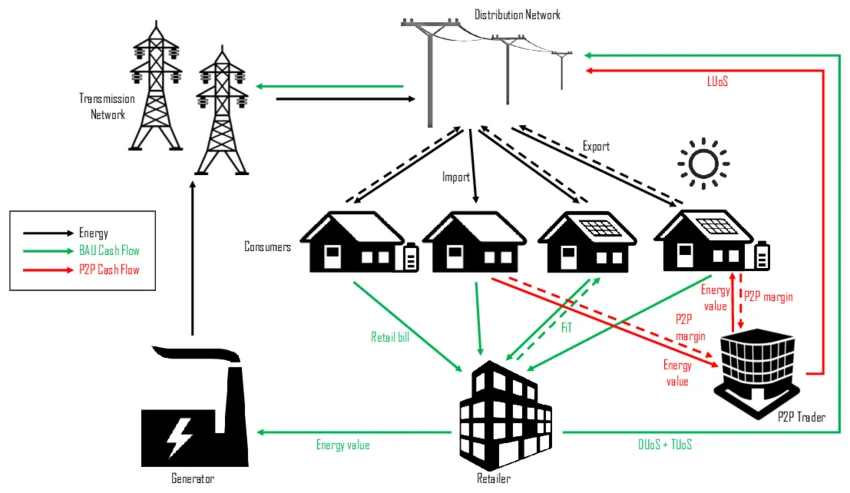 Distribution Network
Transmission
Network
LUoS
Export
Import
Energy
BAU Cash Flow
P2P Cash Flow
Consumers
Energy
value
P2P margin
P2P
margin
FiT
Retail bill
Energy
value
P2P Trader
Energy value
DUoS + TUoS
Generator
Retailer